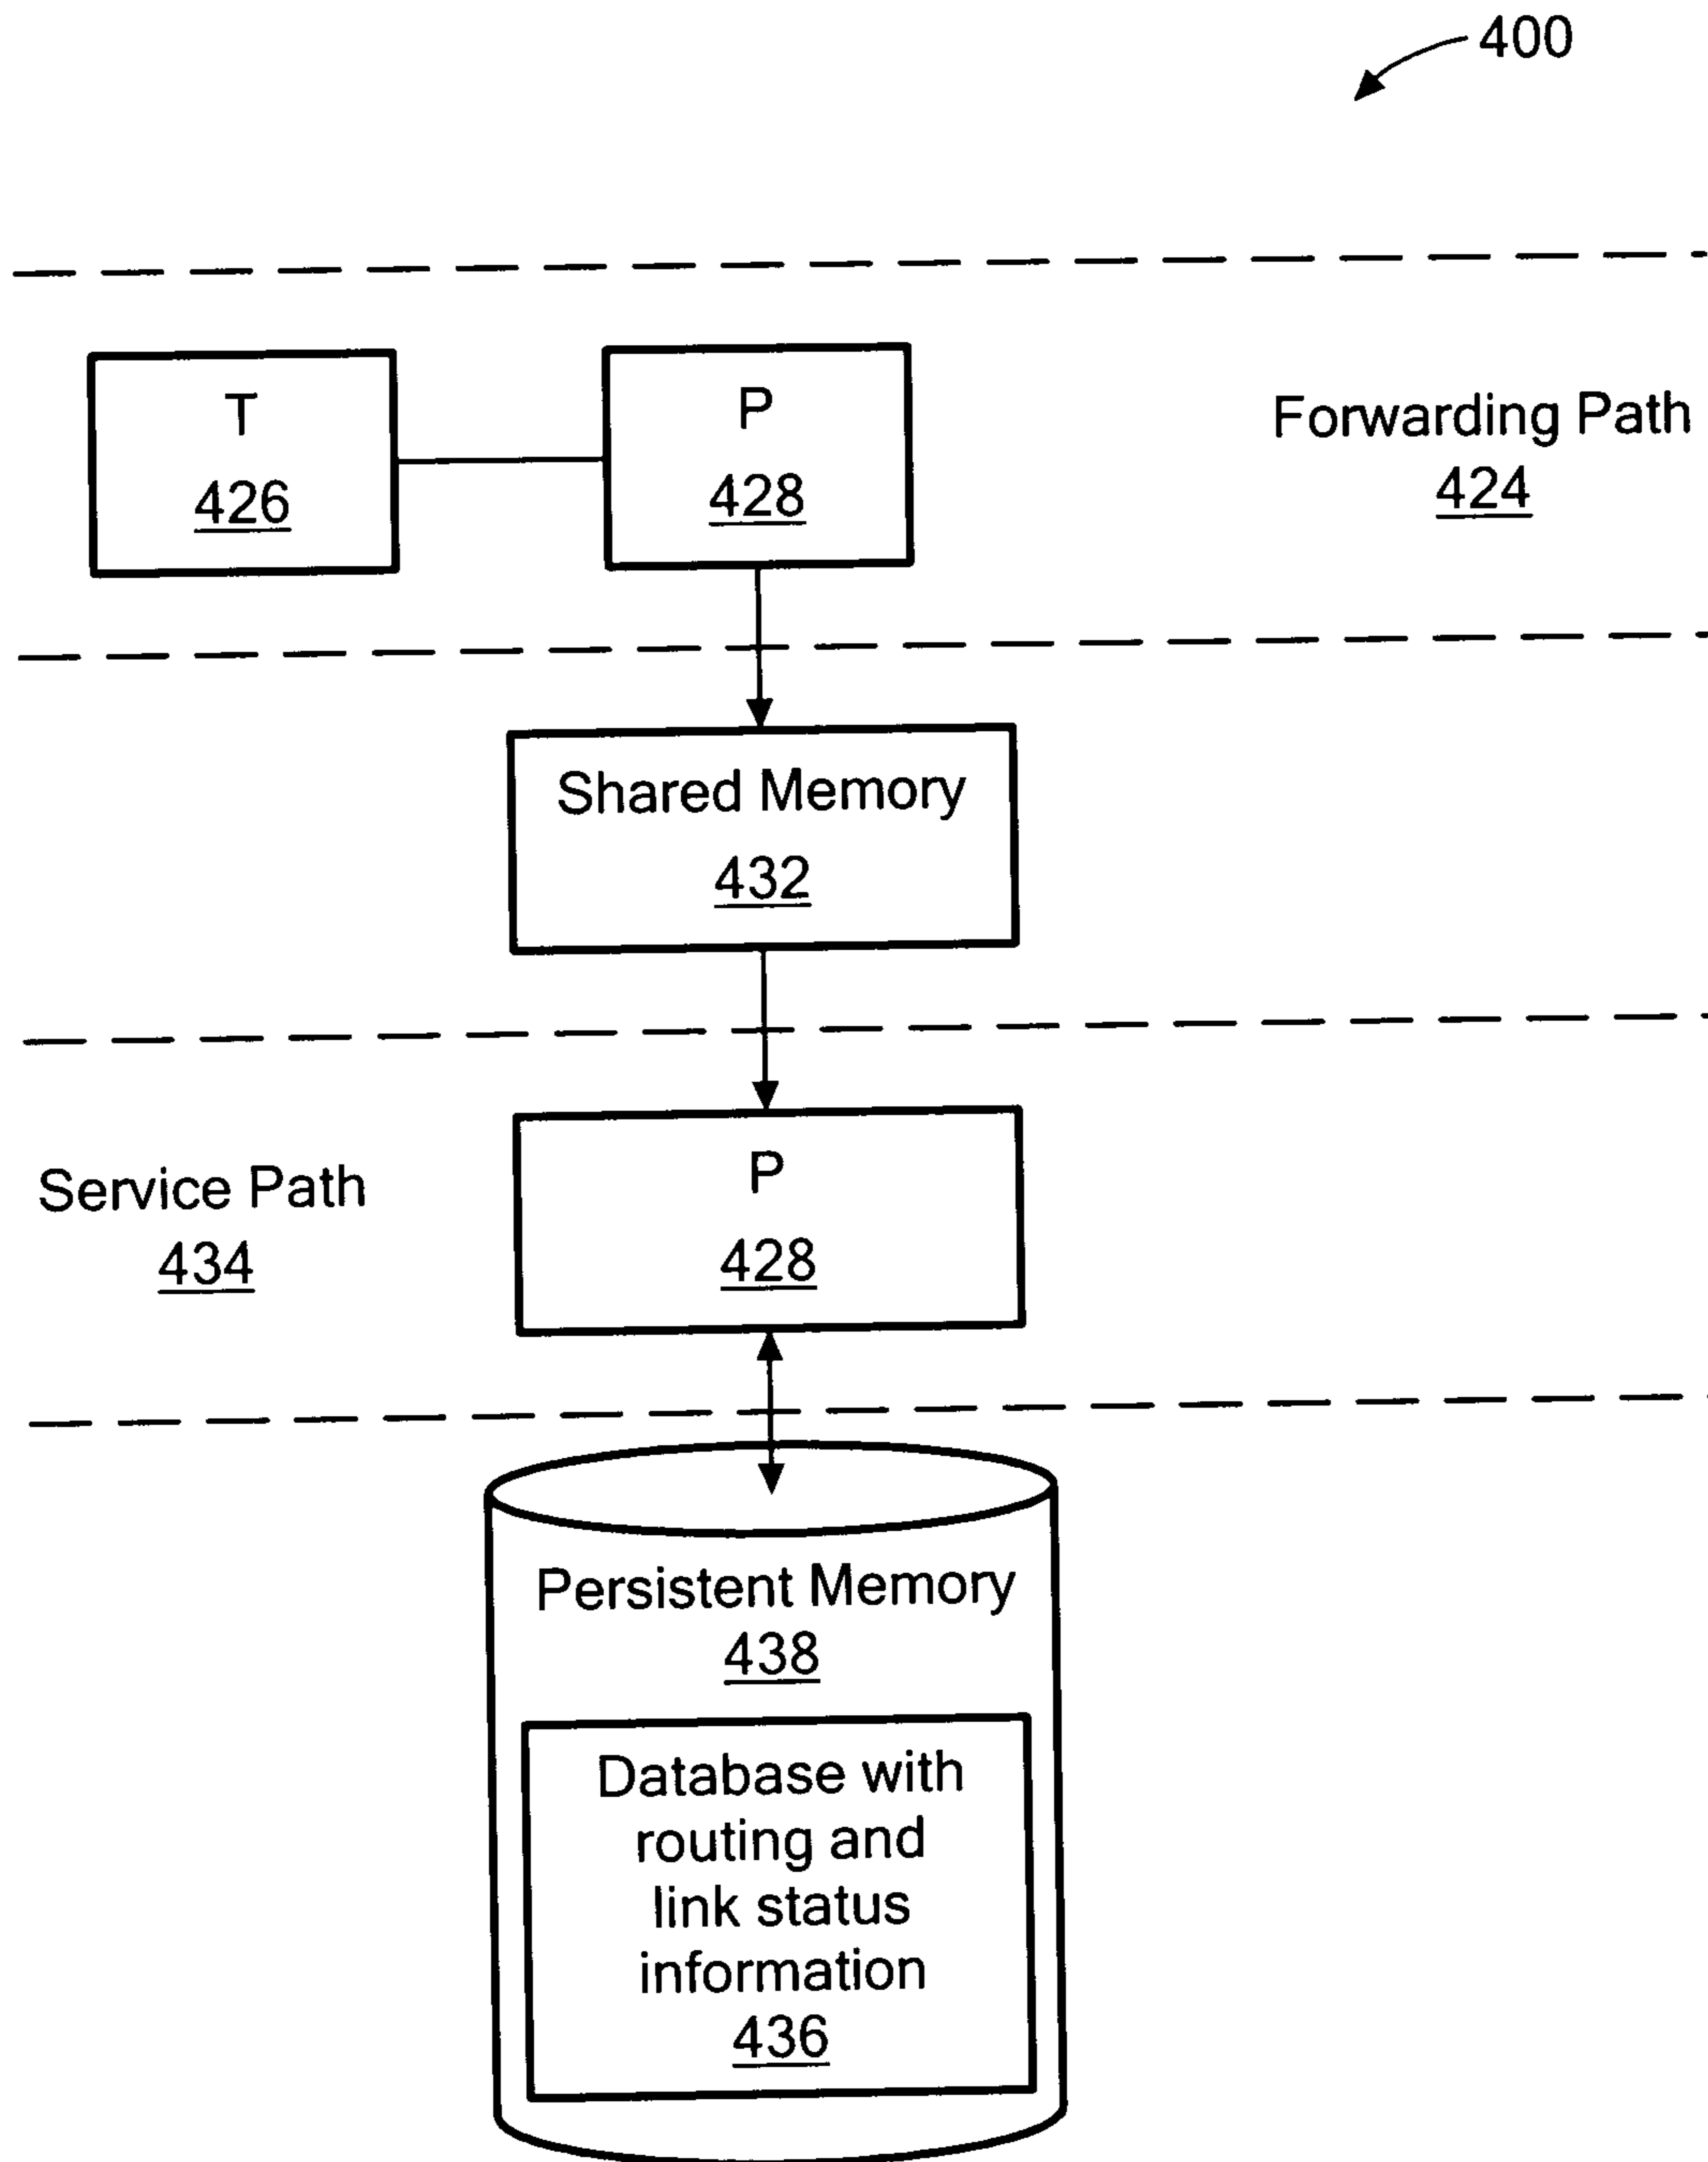 400
T
426
P
428
Forwarding Path
424
Shared Memory
432
Service Path
434
P
428
Persistent Memory
438
Database with
routing and
link status
information
436